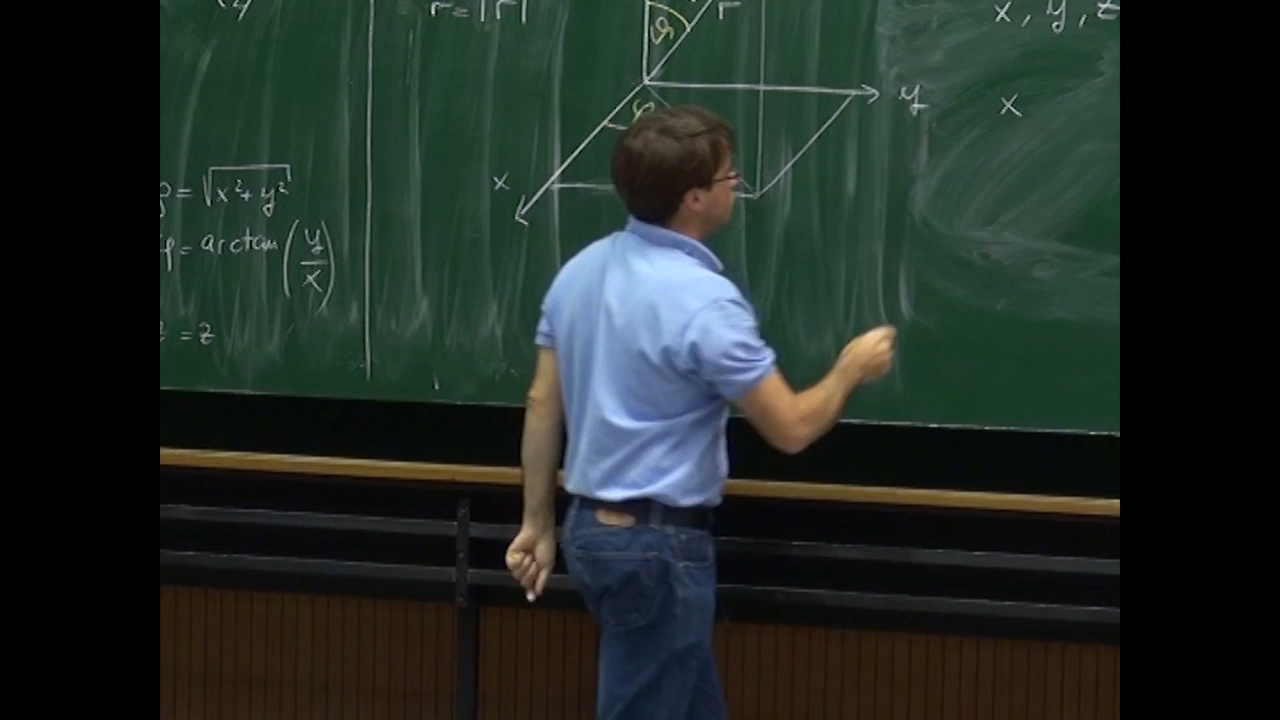 r = |r|
ϑ
r
y
φ
x
x, y, z
x
ρ = √x² + y²
φ = arctan (y/x)
z = z